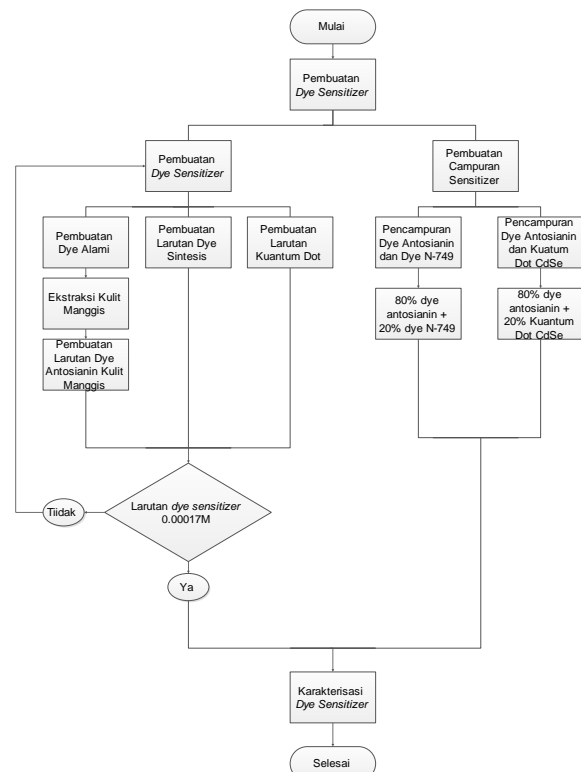 Mulai
Pembuatan
Dye Sensitizer
Pembuatan
Dye Sensitizer
Pembuatan
Campuran
Sensitizer
Pembuatan
Dye Alami
Pembuatan
Larutan Dye
Sintesis
Pembuatan
Larutan
Kuantum Dot
Pencampuran
Dye Antosianin
dan Dye N-749
Pencampuran
Dye Antosianin
dan Kuatum
Dot CdSe
Ekstraksi Kulit
Manggis
80% dye
antosianin +
20% dye N-749
80% dye
antosianin +
20% Kuantum
Dot CdSe
Pembuatan
Larutan Dye
Antosianin Kulit
Manggis
Larutan dye sensitizer
0.00017M
Tiidak
Ya
Karakterisasi
Dye Sensitizer
Selesai